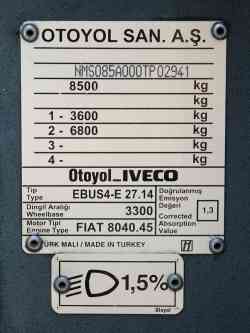 OTOYOL SAN. A.Ş.
NMS085A000TP02941
8500 kg
kg
1 - 3600 kg
2 - 6800 kg
3 - kg
4 - kg
Otoyol_IVECO
Tip
Type EBUS4-E 27.14
Dingil Aralığı
Wheelbase 3300
Motor Tipi
Engine Type FIAT 8040.45
Doğrulanmış
Emisyon
Değeri
Corrected
Absorption
Value
1,3
TÜRK MALI / MADE IN TURKEY
1,5%